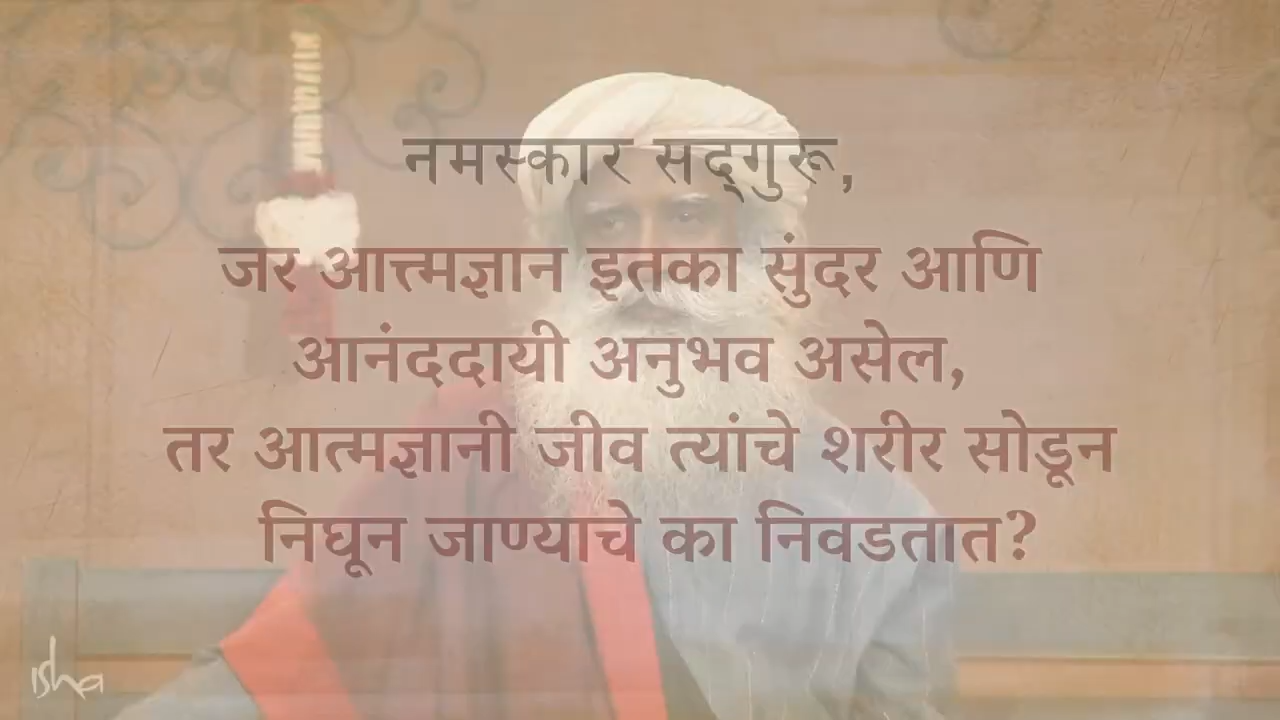 नमस्कार सद्‌गुरू,
जर आत्त्मज्ञान इतका सुंदर आणि
आनंददायी अनुभव असेल,
तर आत्मज्ञानी जीव त्यांचे शरीर सोडून
निघून जाण्याचे का निवडतात?
isha